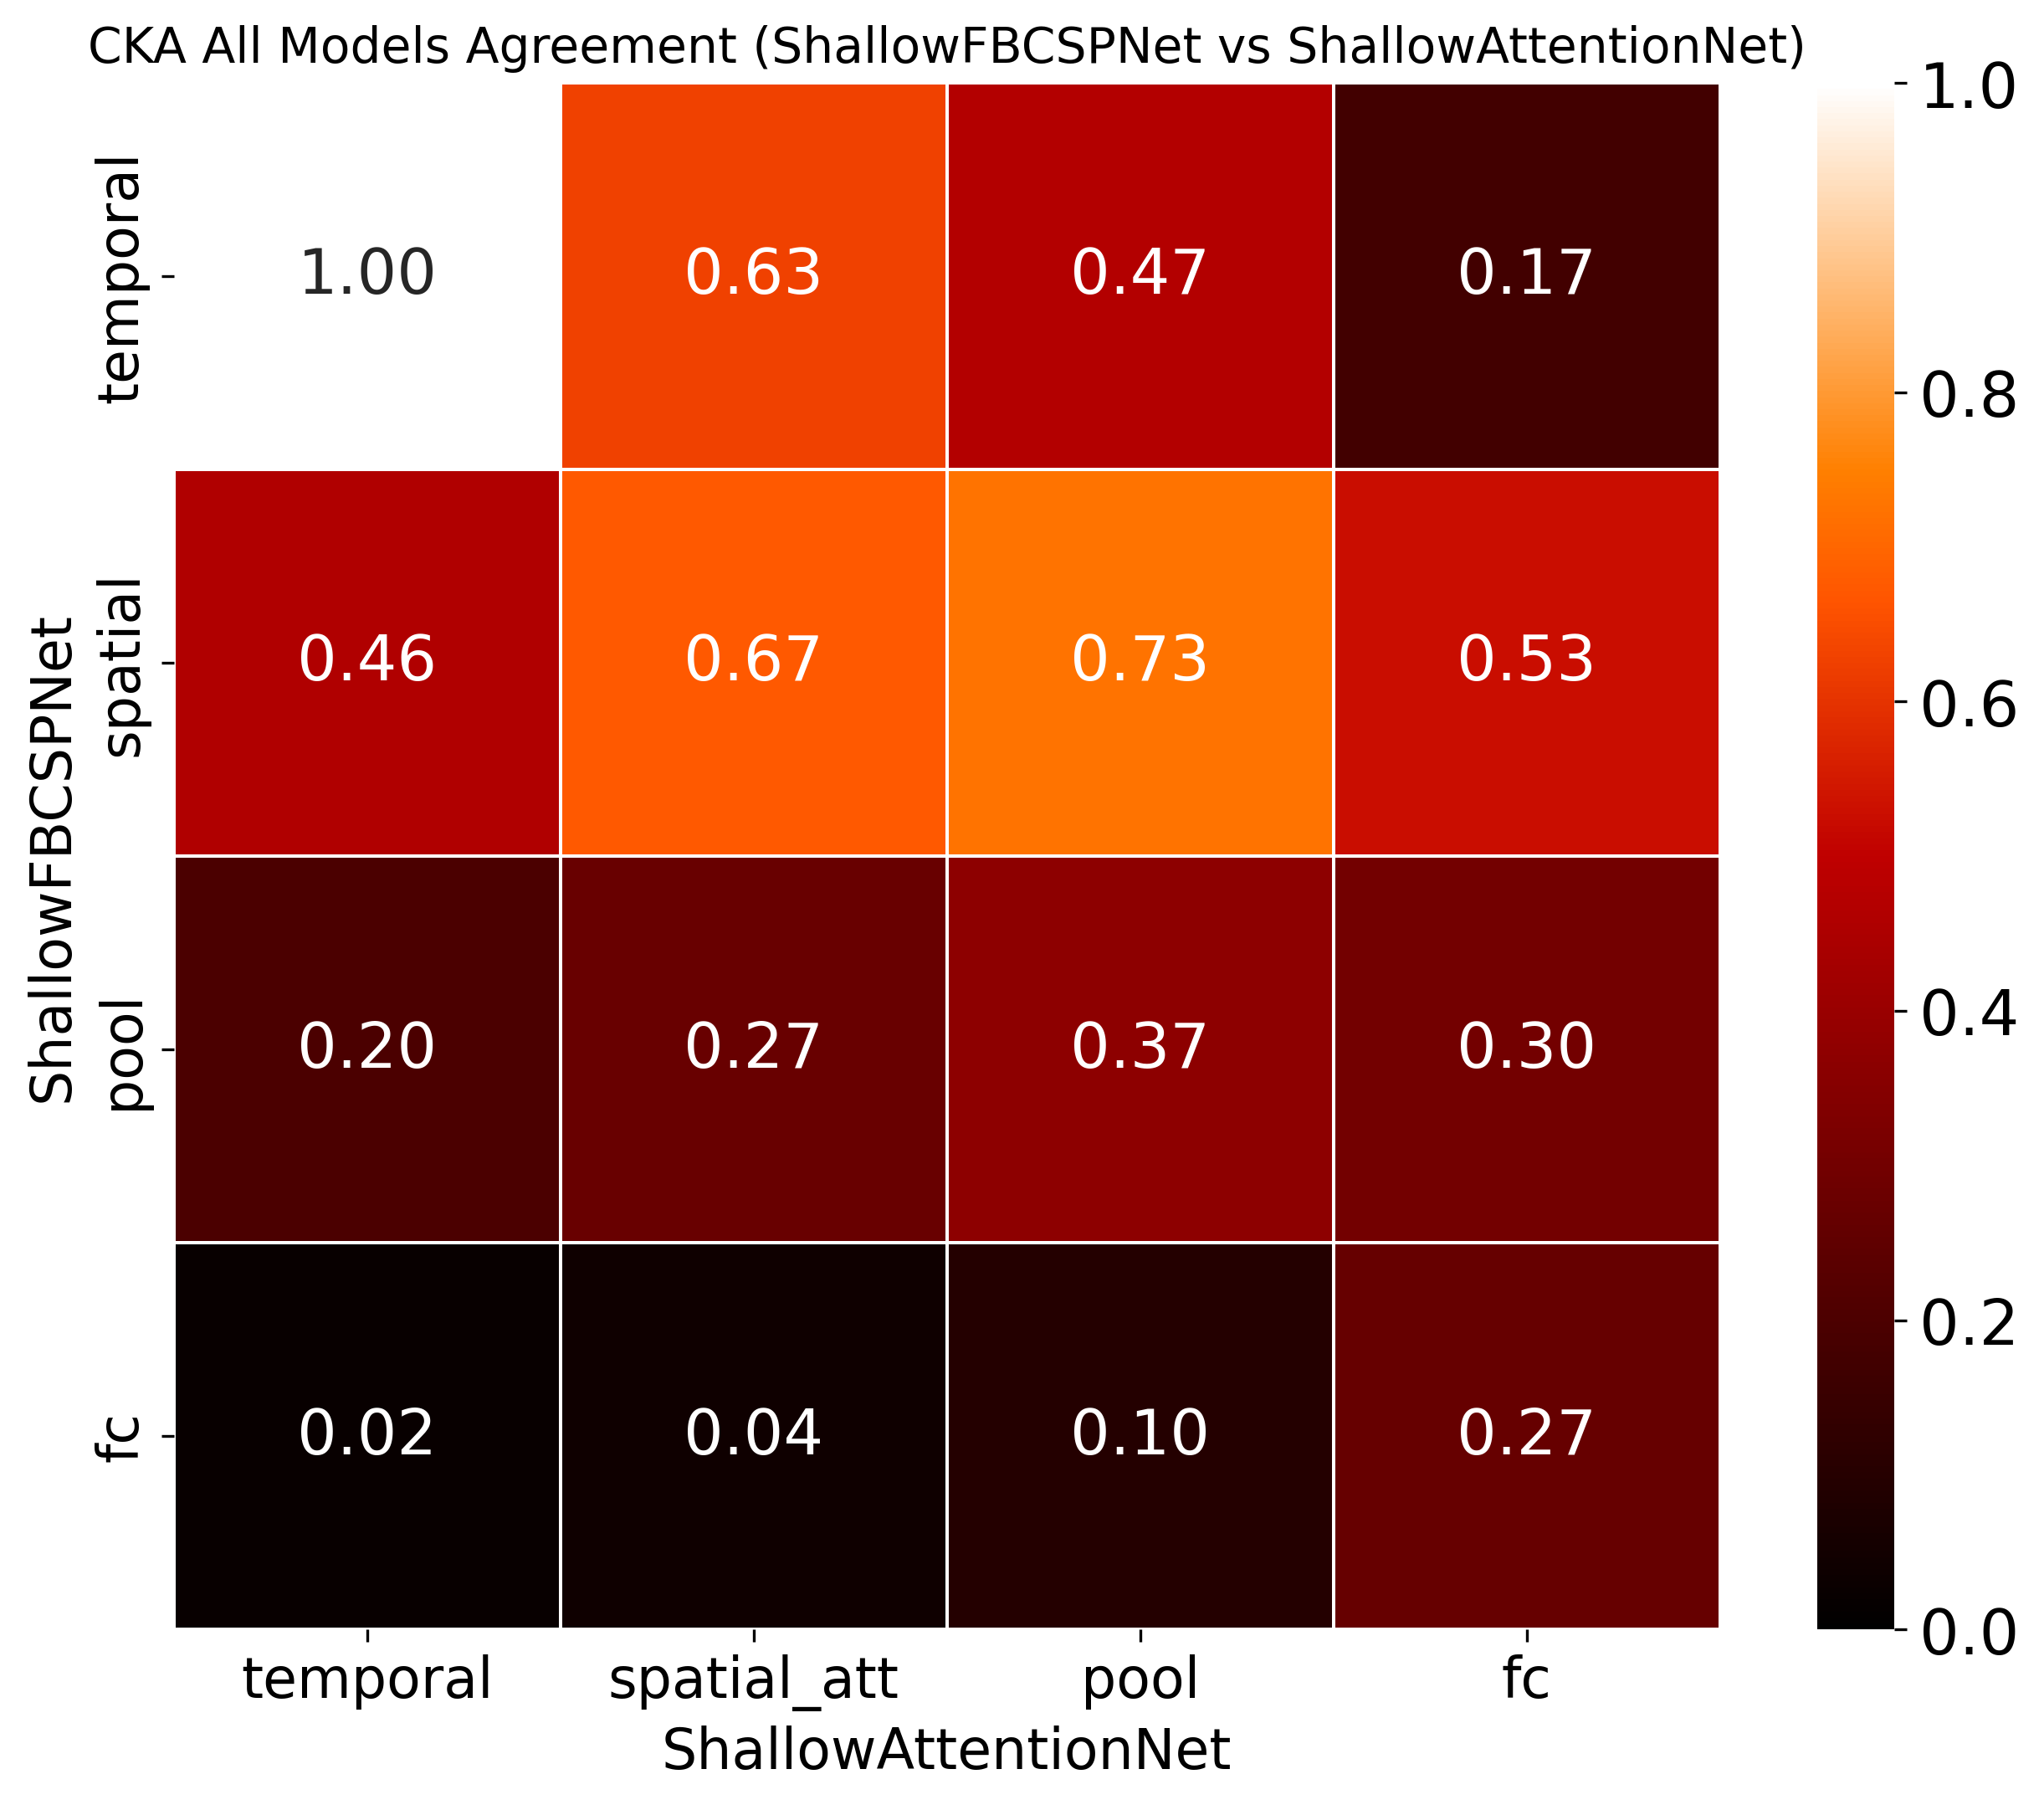 CKA All Models Agreement (ShallowFBCSPNet vs ShallowAttentionNet)
ShallowFBCSPNet
temporal
1.00 0.63 0.47 0.17
spatial
0.46 0.67 0.73 0.53
pool
0.20 0.27 0.37 0.30
fc
0.02 0.04 0.10 0.27
temporal spatial_att pool fc
ShallowAttentionNet
1.0
0.8
0.6
0.4
0.2
0.0